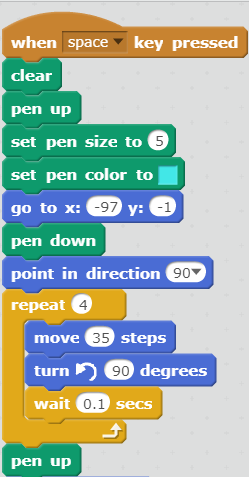 when space key pressed
clear
pen up
set pen size to 5
set pen color to
go to x: -97 y: -1
pen down
point in direction 90
repeat 4
move 35 steps
turn 90 degrees
wait 0.1 secs
pen up